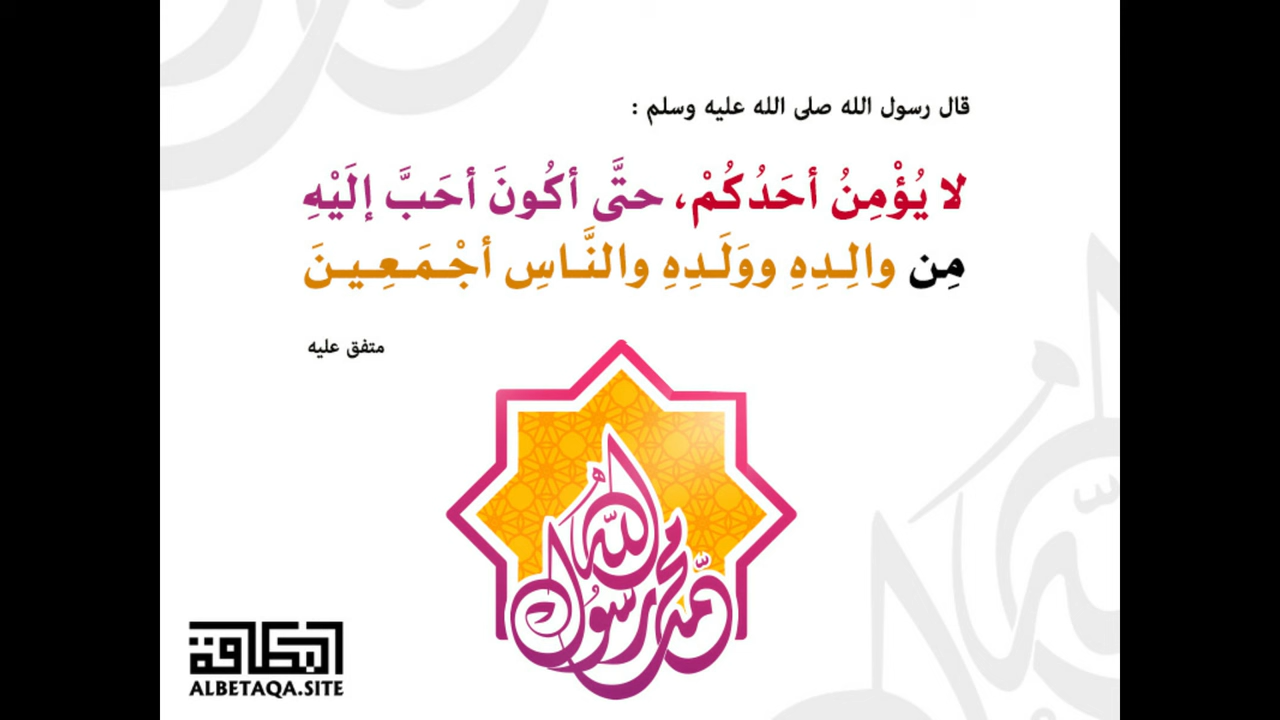 قال رسول الله صلى الله عليه وسلم :
لا يُؤْمِنُ أحَدُكُمْ، حتَّى أكُونَ أحَبَّ إلَيْهِ
مِن والِدِهِ ووَلَدِهِ والنَّاسِ أجْمَعِينَ
متفق عليه
محمد رسول الله
البطاقة
ALBETAQA.SITE